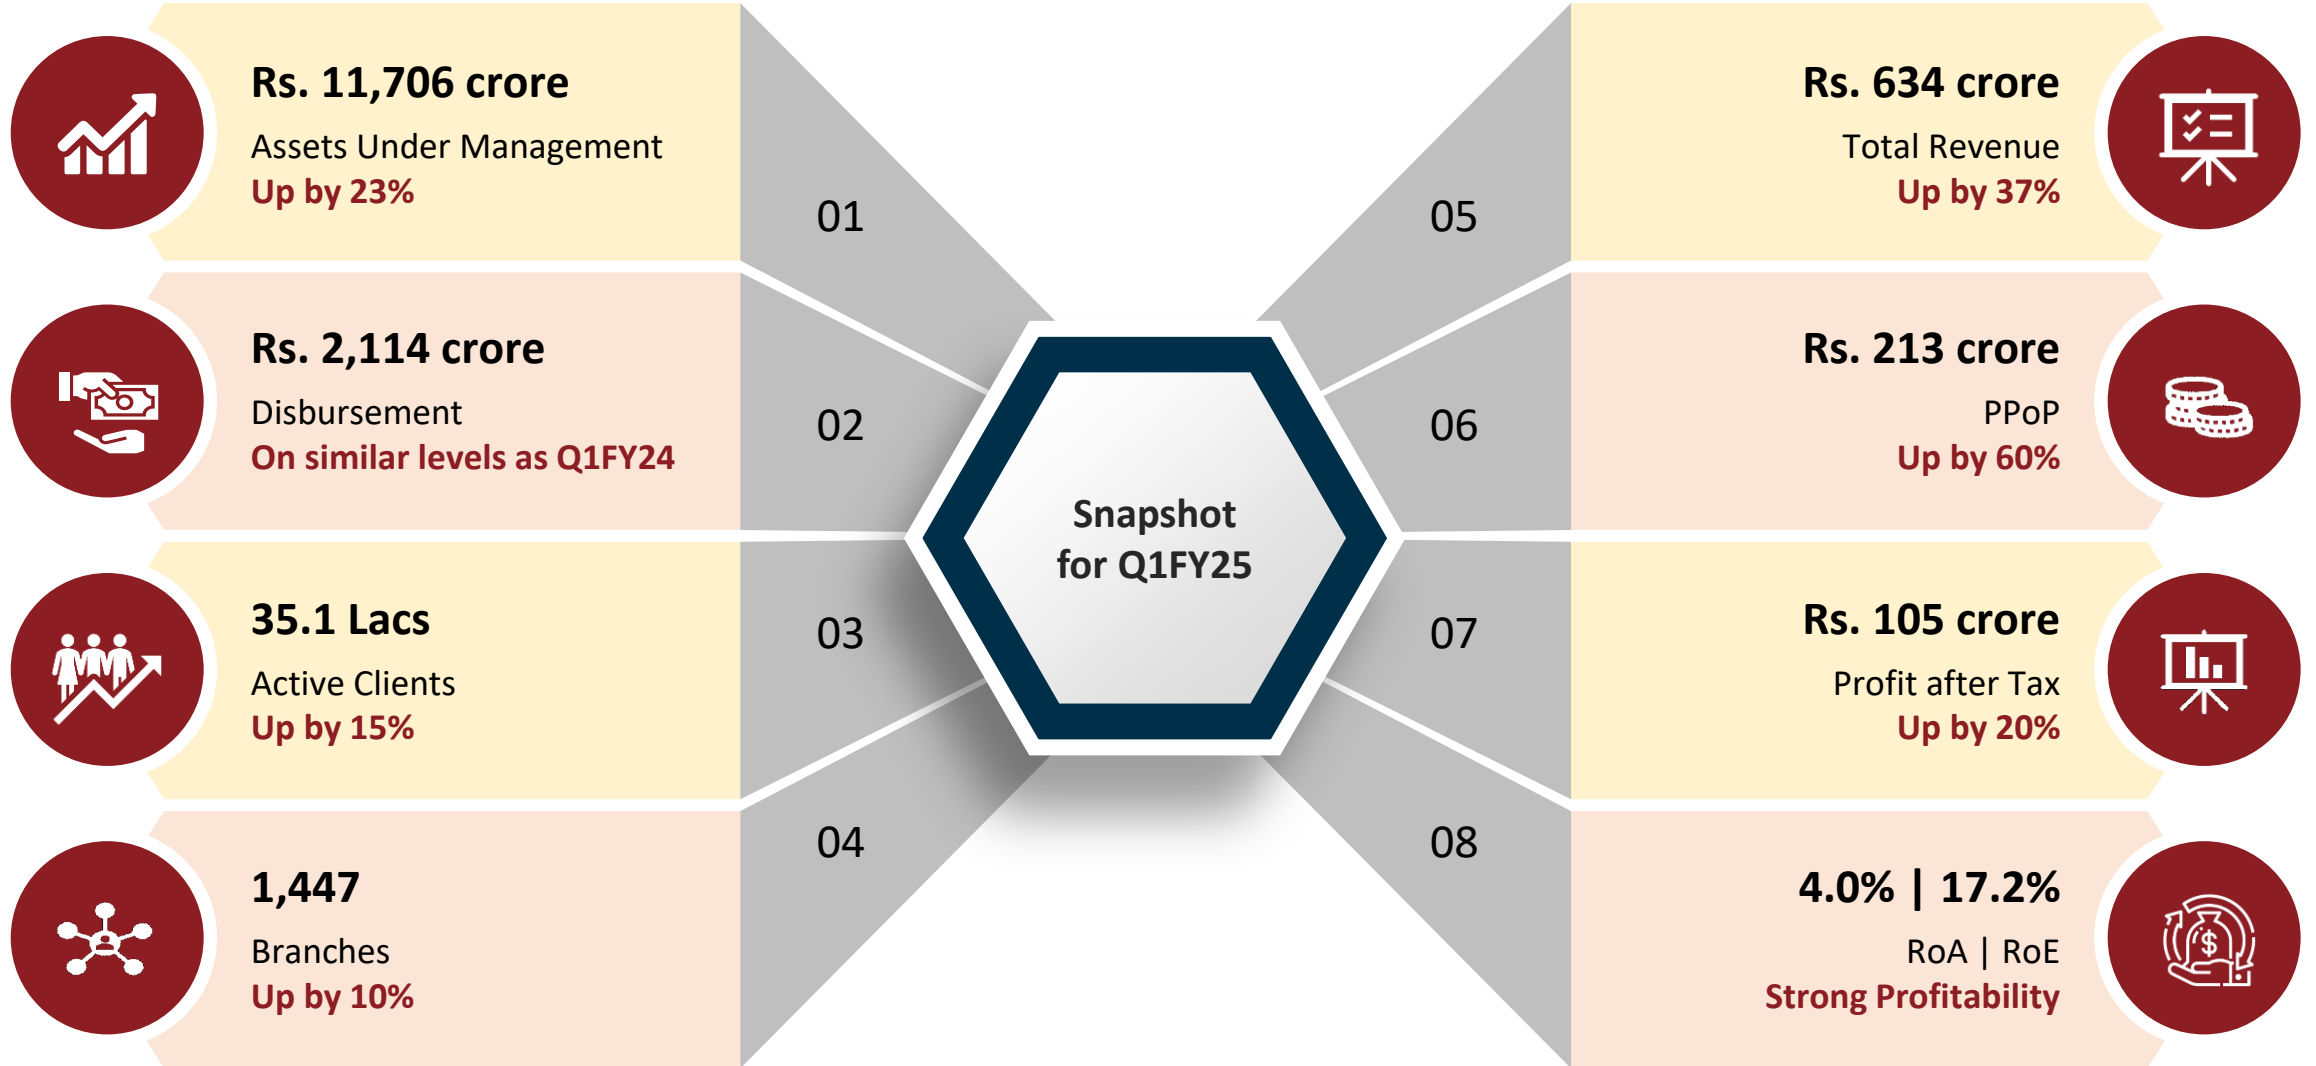 Rs. 11,706 crore
Assets Under Management
Up by 23%
01
Rs. 2,114 crore
Disbursement
On similar levels as Q1FY24
02
35.1 Lacs
Active Clients
Up by 15%
03
1,447
Branches
Up by 10%
04
Snapshot
for Q1FY25
Rs. 634 crore
Total Revenue
Up by 37%
05
Rs. 213 crore
PPoP
Up by 60%
06
Rs. 105 crore
Profit after Tax
Up by 20%
07
4.0% | 17.2%
RoA | RoE
Strong Profitability
08
$